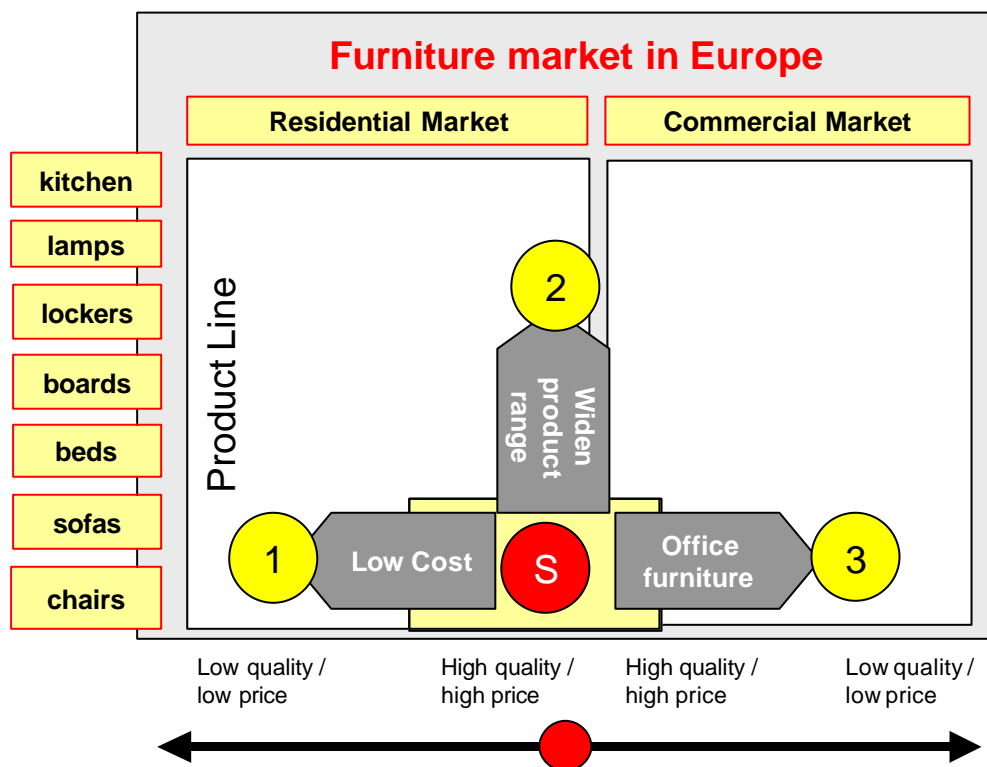 Furniture market in Europe
Residential Market
Commercial Market
kitchen
lamps
lockers
boards
beds
sofas
chairs
Product Line
2
Widen
product
range
1
Low Cost
S
Office
furniture
3
Low quality /
low price
High quality /
high price
High quality /
high price
Low quality /
low price